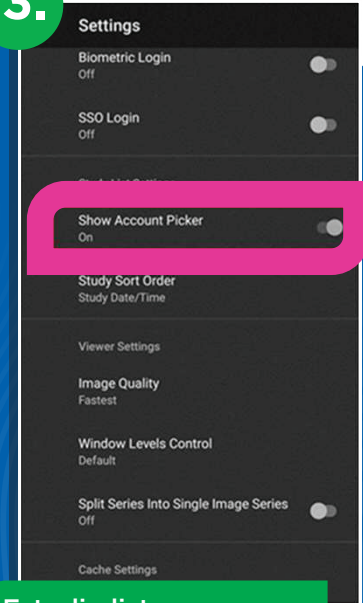 3.
Settings
Biometric Login
Off
SSO Login
Off
Show Account Picker
On
Study Sort Order
Study Date/Time
Viewer Settings
Image Quality
Fastest
Window Levels Control
Default
Split Series Into Single Image Series
Off
Cache Settings